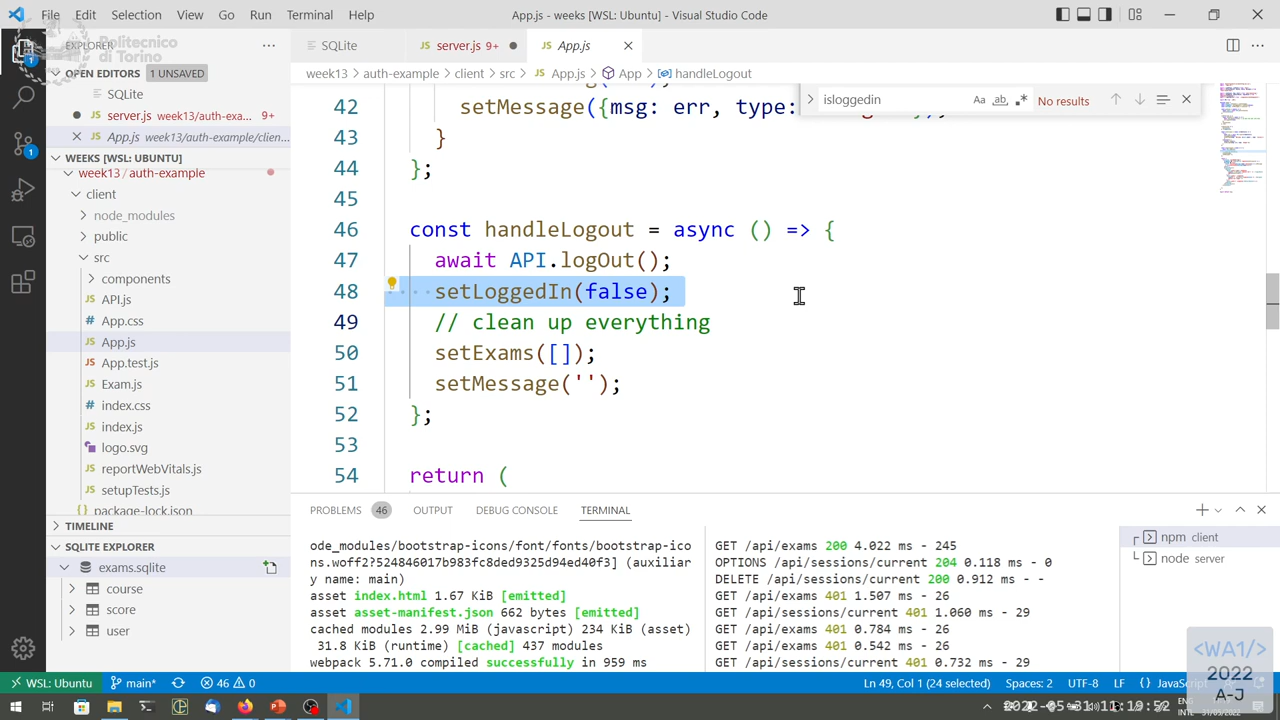 File Edit Selection View Go Run Terminal Help
App.js - weeks [WSL: Ubuntu] - Visual Studio Code
Politecnico
di Torino
EXPLORER
SQLite
server.js 9+
App.js
OPEN EDITORS 1 UNSAVED
SQLite
server.js week13/auth-exa... 9+
App.js week13/auth-example/clien...
WEEKS [WSL: UBUNTU]
week13 / auth-example
client
node_modules
public
src
components
API.js
App.css
App.js
App.test.js
Exam.js
index.css
index.js
logo.svg
reportWebVitals.js
setupTests.js
package-lock.json
TIMELINE
SQLITE EXPLORER
exams.sqlite
course
score
user
week13 > auth-example > client > src > App.js > App > handleLogout
isloggedin
Aa ab No results
42 setMessage({msg: err, type:
43 }
44 };
45
46 const handleLogout = async () => {
47 await API.logOut();
48 setLoggedIn(false);
49 // clean up everything
50 setExams([]);
51 setMessage('');
52 };
53
54 return (
PROBLEMS 46 OUTPUT DEBUG CONSOLE TERMINAL
ode_modules/bootstrap-icons/font/fonts/bootstrap-ico
ns.woff2?524846017b983fc8ded9325d94ed40f3] (auxiliar
y name: main)
asset index.html 1.67 KiB [emitted]
asset asset-manifest.json 662 bytes [emitted]
cached modules 2.99 MiB (javascript) 234 KiB (asset)
31.8 KiB (runtime) [cached] 437 modules
webpack 5.71.0 compiled successfully in 959 ms
GET /api/exams 200 4.022 ms - 245
OPTIONS /api/sessions/current 204 0.118 ms - 0
DELETE /api/sessions/current 200 0.912 ms - -
GET /api/exams 401 1.507 ms - 26
GET /api/sessions/current 401 1.060 ms - 29
GET /api/exams 401 0.784 ms - 26
GET /api/exams 401 0.542 ms - 26
GET /api/sessions/current 401 0.732 ms - 29
npm client
node server
<WA1/>
2022
A-J
WSL: Ubuntu main* 46 0
Ln 49, Col 1 (24 selected) Spaces: 2 UTF-8 LF {} JavaScript
2022-05-31 18:19:52
ENG
INTL